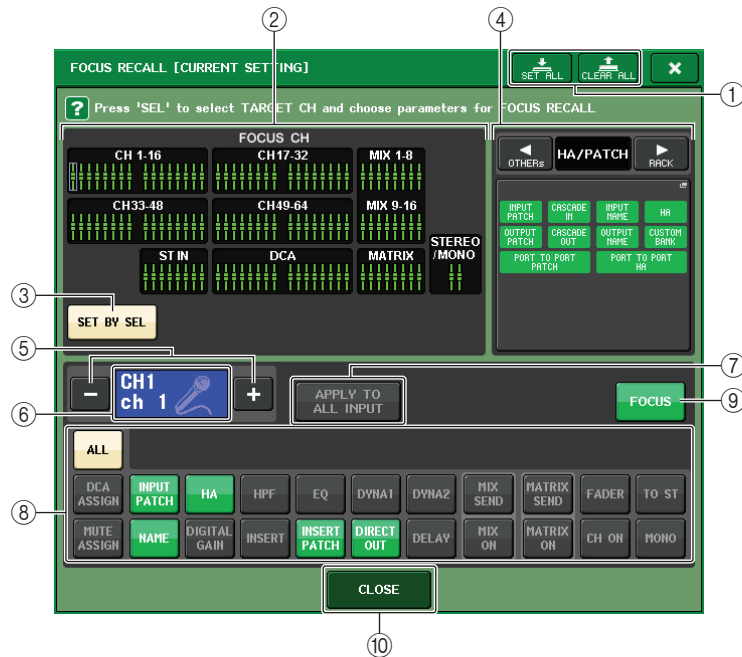 ② ④
FOCUS RECALL [CURRENT SETTING]
SET ALL CLEAR ALL ×
①
? Press 'SEL' to select TARGET CH and choose parameters for FOCUS RECALL
FOCUS CH
CH 1-16 CH17-32 MIX 1-8
CH33-48 CH49-64 MIX 9-16
ST IN DCA MATRIX STEREO /MONO
OTHERs HA/PATCH RACK
INPUT PATCH CASCADE IN INPUT NAME HA
OUTPUT PATCH CASCADE OUT OUTPUT NAME CUSTOM BANK
PORT TO PORT PATCH PORT TO PORT HA
③
SET BY SEL
⑤
− CH1 ch 1 +
⑥
APPLY TO ALL INPUT
⑦
FOCUS
⑨
ALL
⑧
DCA ASSIGN INPUT PATCH HA HPF EQ DYNA1 DYNA2 MIX SEND MATRIX SEND FADER TO ST
MUTE ASSIGN NAME DIGITAL GAIN INSERT INSERT PATCH DIRECT OUT DELAY MIX ON MATRIX ON CH ON MONO
CLOSE
⑩